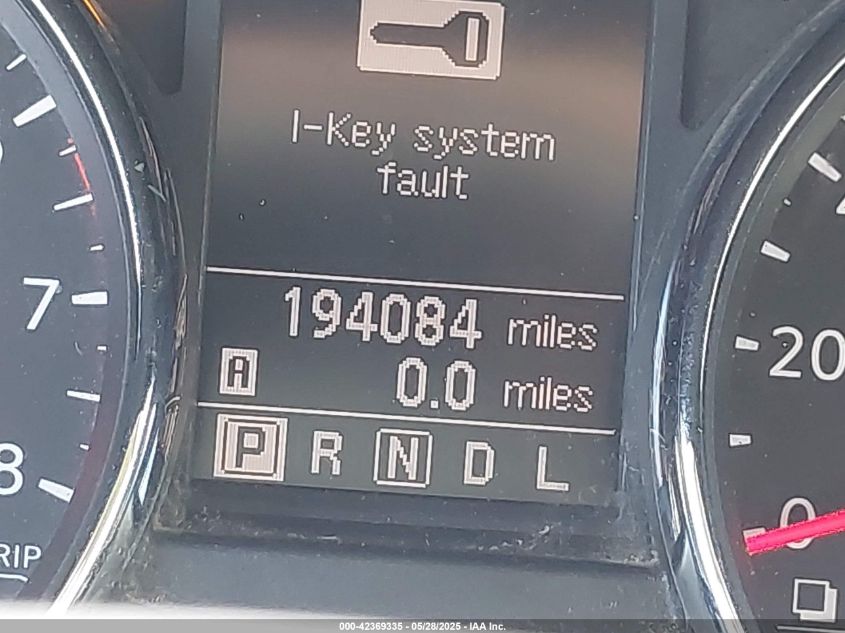 I-Key system
fault
194084 miles
A 0.0 miles
P R N D L
7
8
RIP
20
0
000-42369335 - 05/28/2025 - IAA Inc.